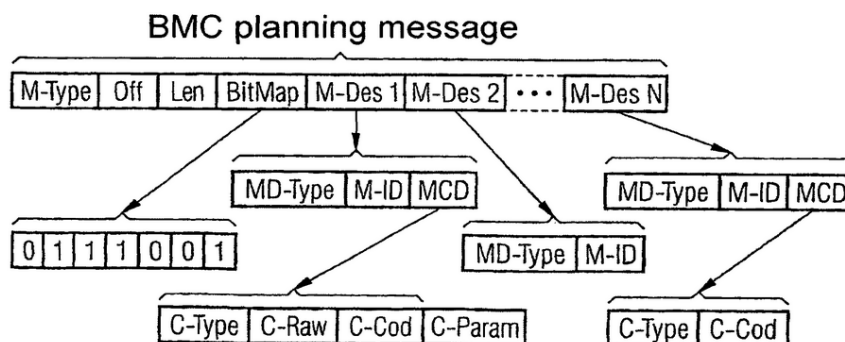 BMC planning message
M-Type Off Len BitMap M-Des 1 M-Des 2 ••• M-Des N
MD-Type M-ID MCD MD-Type M-ID MCD
0 1 1 1 0 0 1 MD-Type M-ID
C-Type C-Raw C-Cod C-Param C-Type C-Cod